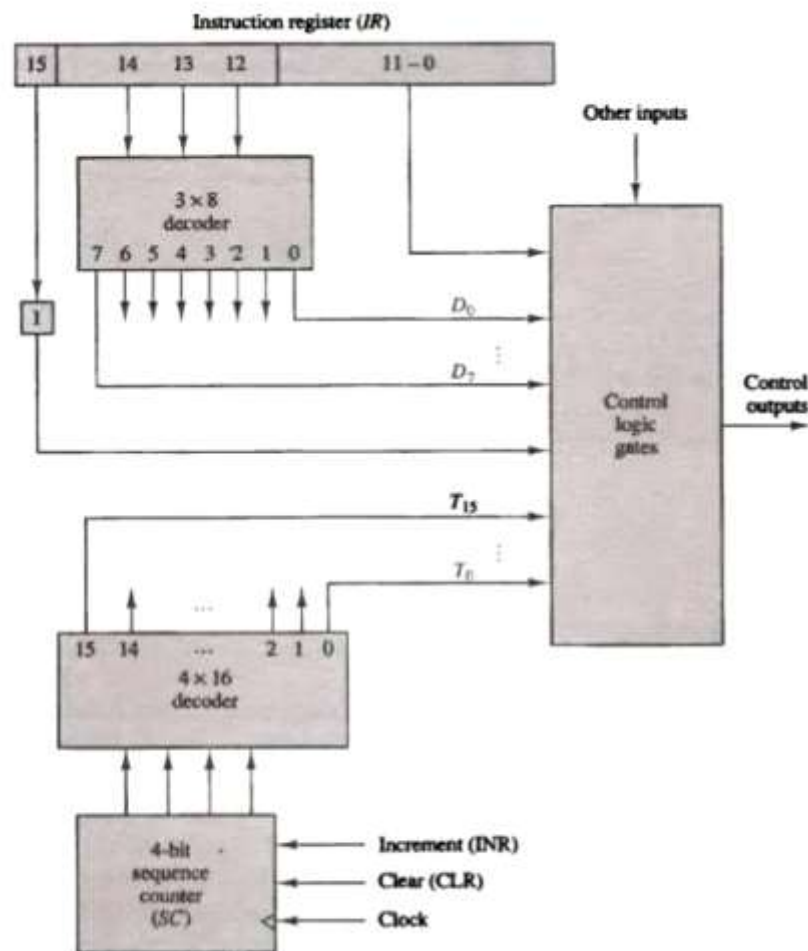 Instruction register (IR)
15 14 13 12 11 – 0
Other inputs
3 × 8
decoder
7 6 5 4 3 2 1 0
D0
⋮
1
D7
Control
logic
gates
Control
outputs
T15
⋮
T0
...
15 14 ... 2 1 0
4 × 16
decoder
4-bit
sequence
counter
(SC)
Increment (INR)
Clear (CLR)
Clock